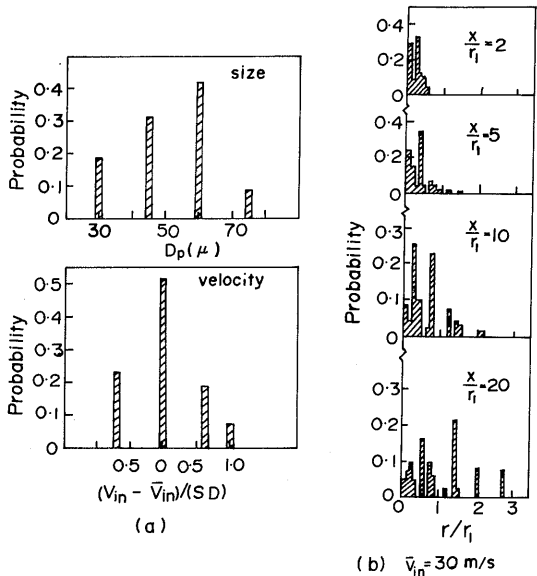 size
0.4
0.3
0.2
0.1
0
Probability
30 50 70
Dp(μ)
velocity
0.5
0.4
0.3
0.2
0.1
0
Probability
0.5 0 0.5 1.0
(Vin - V̄in)/(SD)
(a)
x/r1 = 2
0.4
0.2
0
x/r1 = 5
0.4
0.2
0
x/r1 = 10
0.3
0.2
0.1
0
Probability
x/r1 = 20
0.3
0.2
0.1
0
0 1 2 3
r/r1
(b) V̄in = 30 m/s